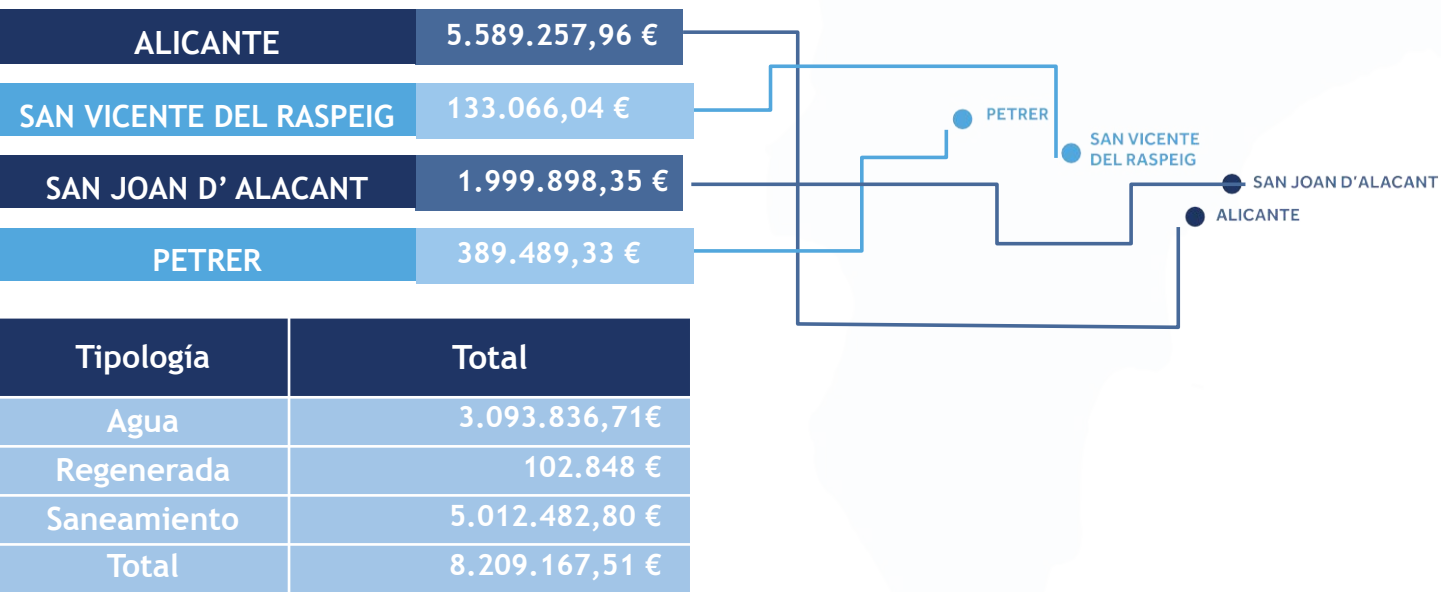 ALICANTE 5.589.257,96 €
SAN VICENTE DEL RASPEIG 133.066,04 €
SAN JOAN D’ ALACANT 1.999.898,35 €
PETRER 389.489,33 €
PETRER
SAN VICENTE
DEL RASPEIG
SAN JOAN D'ALACANT
ALICANTE
Tipología Total
Agua 3.093.836,71€
Regenerada 102.848 €
Saneamiento 5.012.482,80 €
Total 8.209.167,51 €